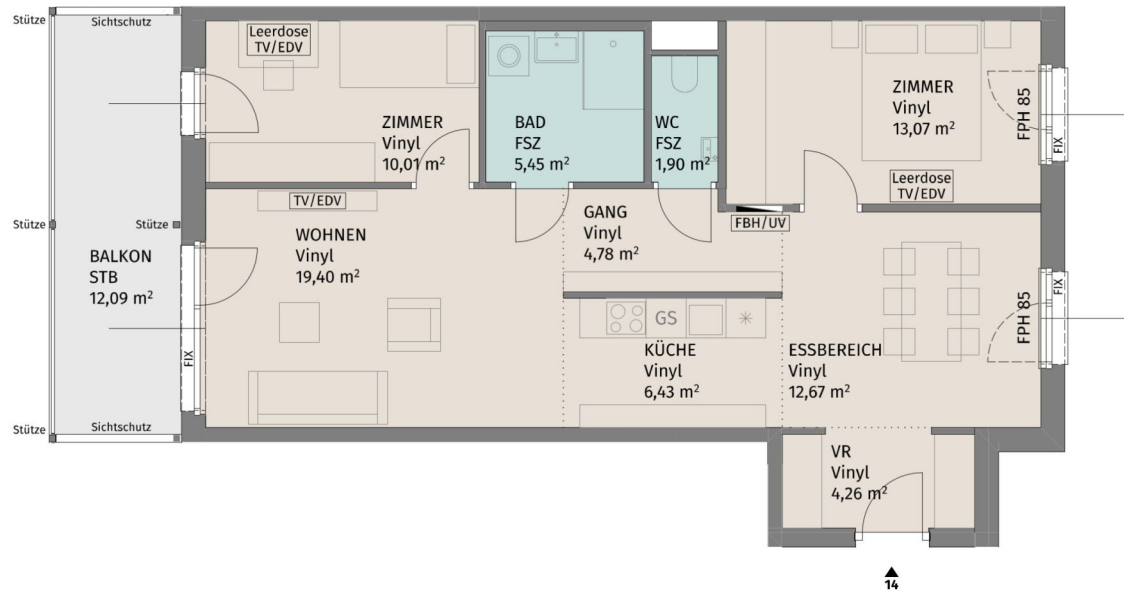 Stütze
Sichtschutz
Leerdose
TV/EDV
ZIMMER
Vinyl
10,01 m²
BAD
FSZ
5,45 m²
WC
FSZ
1,90 m²
ZIMMER
Vinyl
13,07 m²
FPH 85
FIX
Leerdose
TV/EDV
Stütze
Stütze
BALKON
STB
12,09 m²
TV/EDV
WOHNEN
Vinyl
19,40 m²
FIX
GANG
Vinyl
4,78 m²
FBH/UV
GS
KÜCHE
Vinyl
6,43 m²
ESSBEREICH
Vinyl
12,67 m²
FPH 85
FIX
Stütze
Sichtschutz
VR
Vinyl
4,26 m²
14